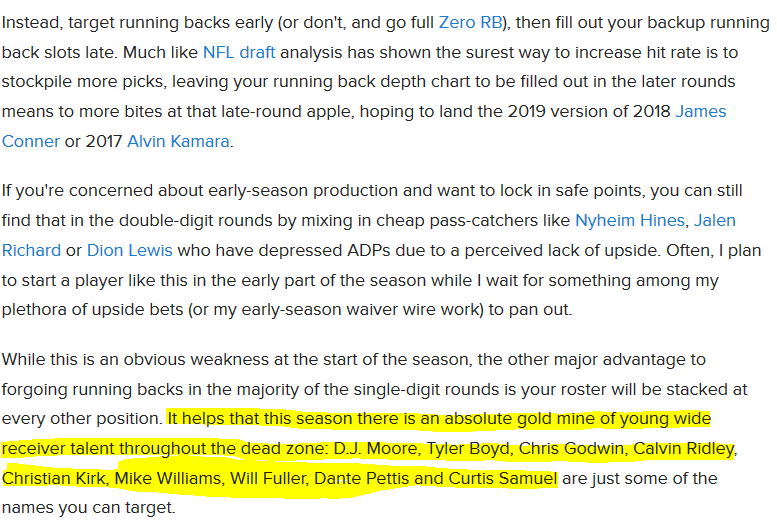 Instead, target running backs early (or don't, and go full Zero RB), then fill out your backup running
back slots late. Much like NFL draft analysis has shown the surest way to increase hit rate is to
stockpile more picks, leaving your running back depth chart to be filled out in the later rounds
means to more bites at that late-round apple, hoping to land the 2019 version of 2018 James
Conner or 2017 Alvin Kamara.
If you're concerned about early-season production and want to lock in safe points, you can still
find that in the double-digit rounds by mixing in cheap pass-catchers like Nyheim Hines, Jalen
Richard or Dion Lewis who have depressed ADPs due to a perceived lack of upside. Often, I plan
to start a player like this in the early part of the season while I wait for something among my
plethora of upside bets (or my early-season waiver wire work) to pan out.
While this is an obvious weakness at the start of the season, the other major advantage to
forgoing running backs in the majority of the single-digit rounds is your roster will be stacked at
every other position. It helps that this season there is an absolute gold mine of young wide
receiver talent throughout the dead zone: D.J. Moore, Tyler Boyd, Chris Godwin, Calvin Ridley,
Christian Kirk, Mike Williams, Will Fuller, Dante Pettis and Curtis Samuel are just some of the
names you can target.